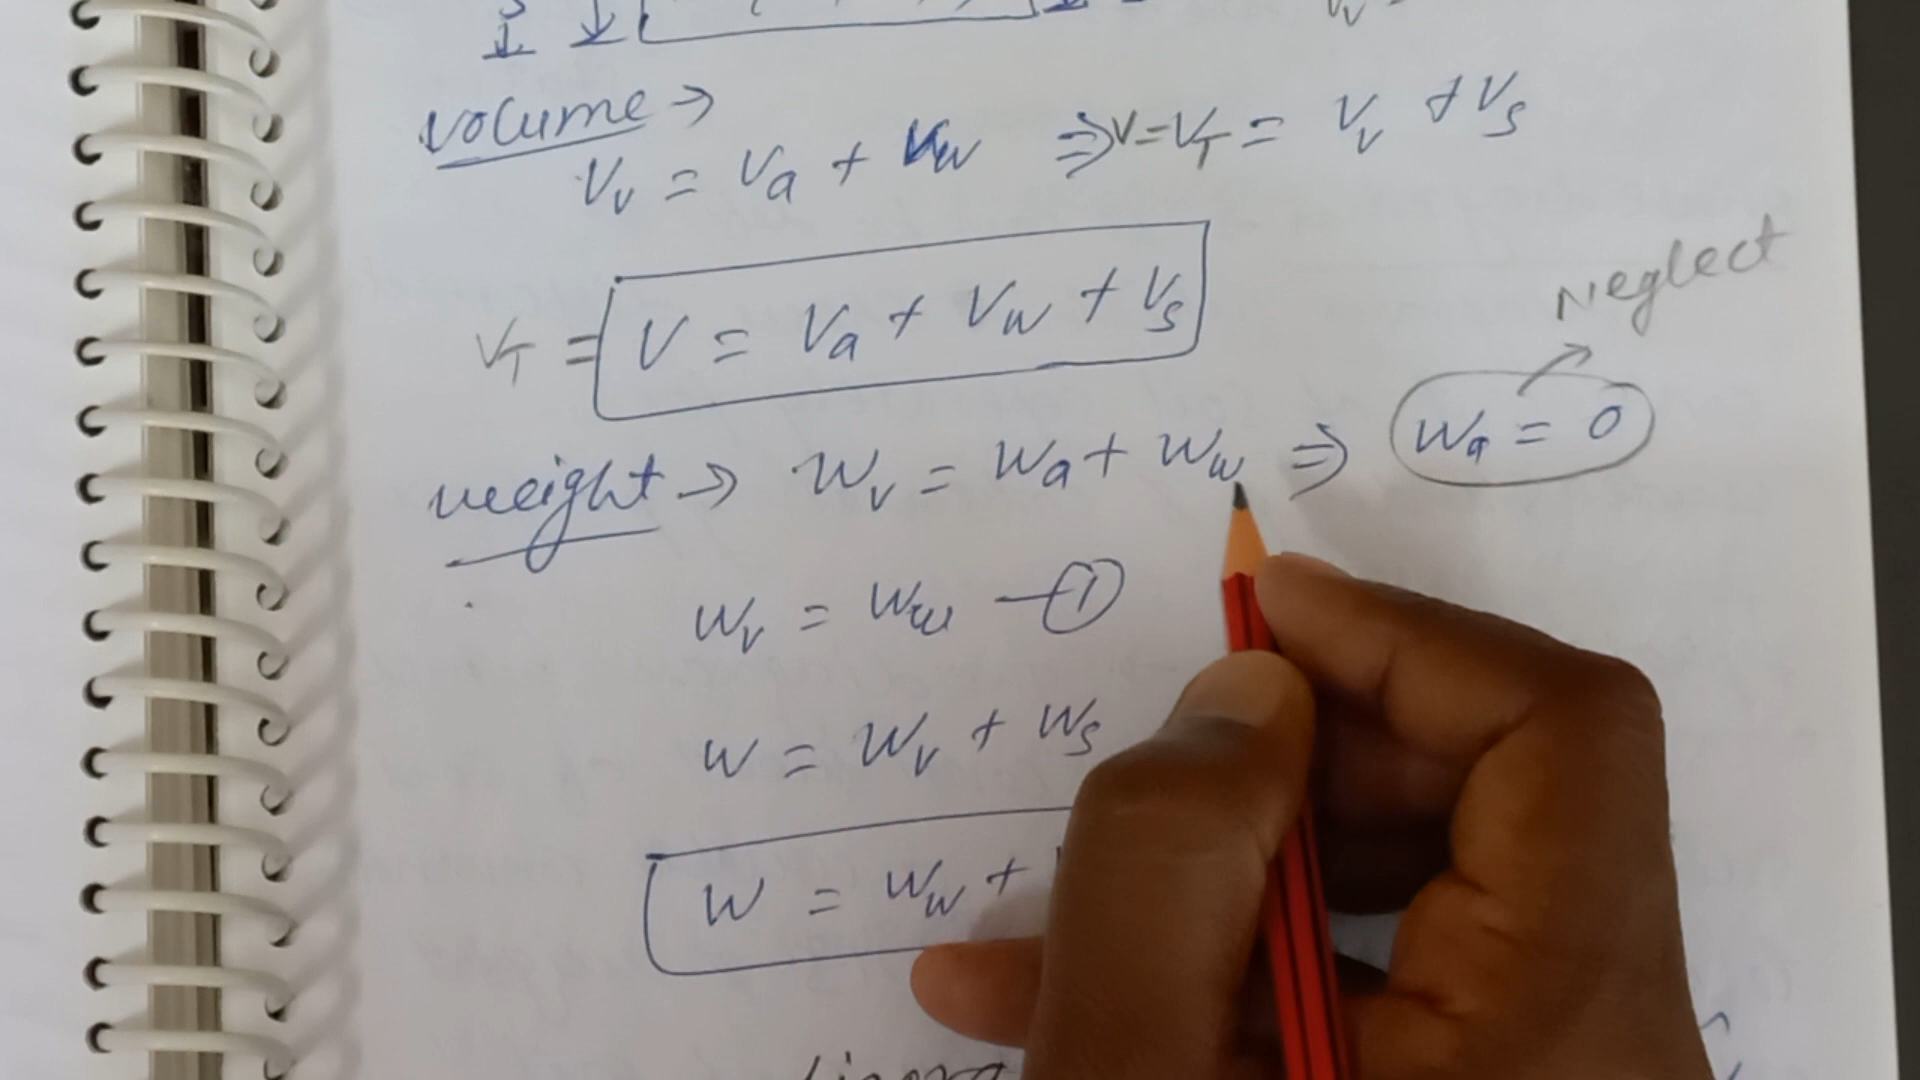 volume →
Vv = Va + Vw ⇒ V=VT = Vv + Vs
VT = V = Va + Vw + Vs
Neglect
weight → Wv = Wa + Ww ⇒ Wa = 0
Wv = Ww — ①
W = Wv + Ws
W = Ww +